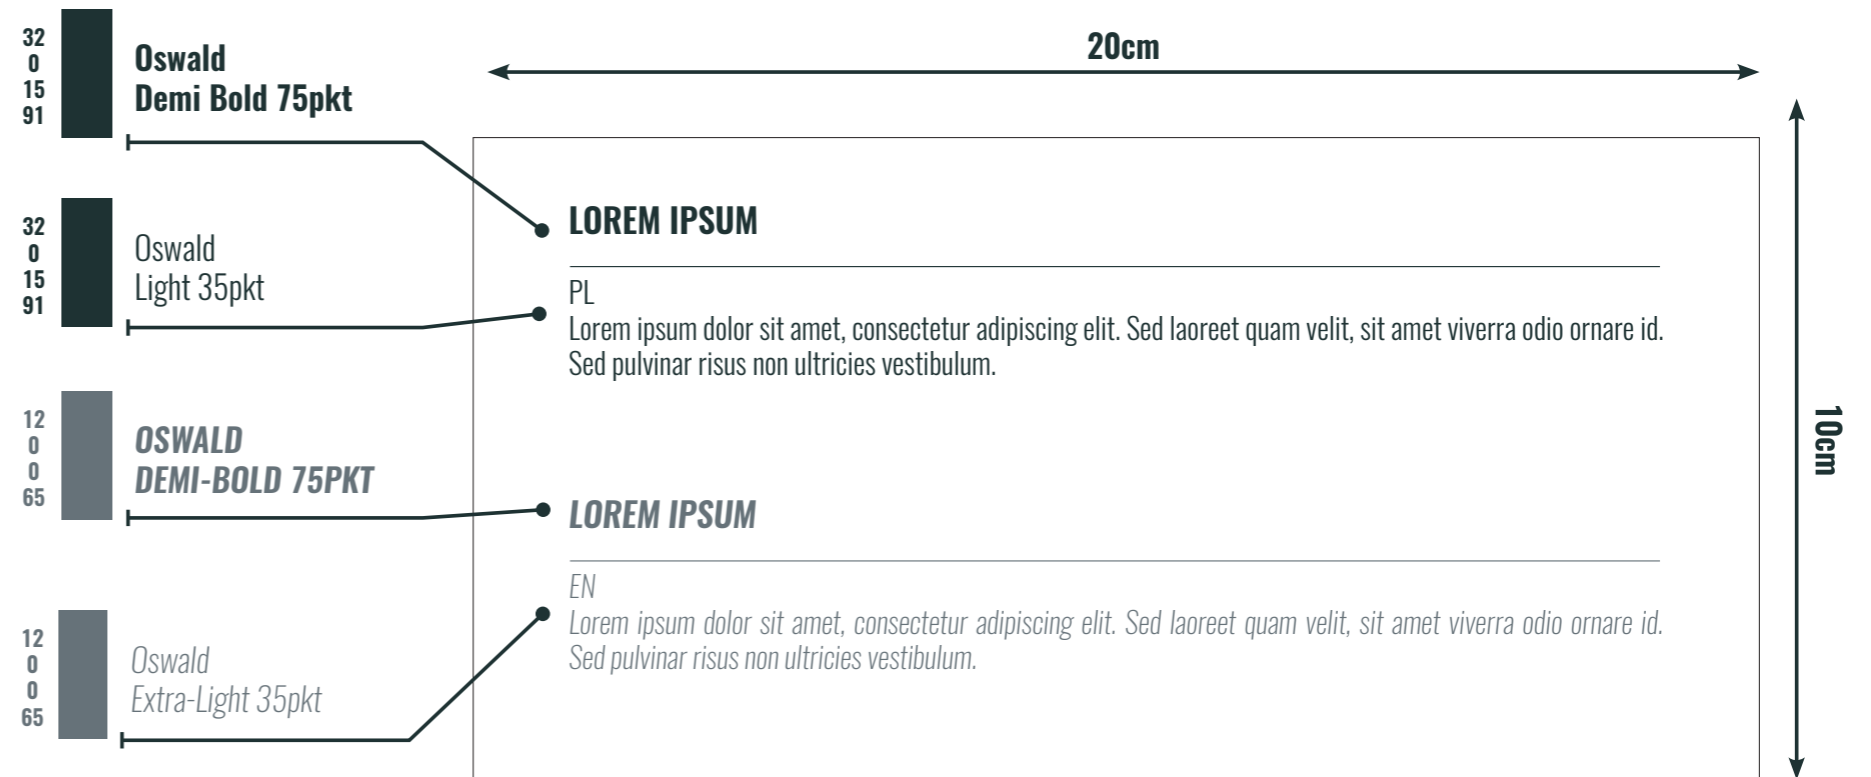 32
0
15
91
Oswald
Demi Bold 75pkt
20cm
32
0
15
91
Oswald
Light 35pkt
LOREM IPSUM
PL
Lorem ipsum dolor sit amet, consectetur adipiscing elit. Sed laoreet quam velit, sit amet viverra odio ornare id.
Sed pulvinar risus non ultricies vestibulum.
10cm
12
0
0
65
OSWALD
DEMI-BOLD 75PKT
LOREM IPSUM
EN
Lorem ipsum dolor sit amet, consectetur adipiscing elit. Sed laoreet quam velit, sit amet viverra odio ornare id.
Sed pulvinar risus non ultricies vestibulum.
12
0
0
65
Oswald
Extra-Light 35pkt